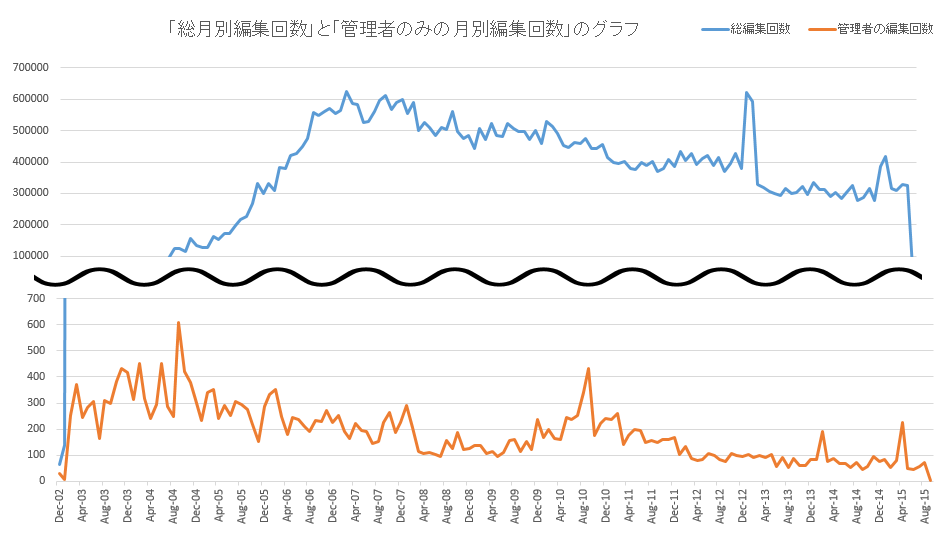 「総月別編集回数」と「管理者のみの月別編集回数」のグラフ
総編集回数
管理者の編集回数
700000
600000
500000
400000
300000
200000
100000
700
600
500
400
300
200
100
0
Dec-02
Apr-03
Aug-03
Dec-03
Apr-04
Aug-04
Dec-04
Apr-05
Aug-05
Dec-05
Apr-06
Aug-06
Dec-06
Apr-07
Aug-07
Dec-07
Apr-08
Aug-08
Dec-08
Apr-09
Aug-09
Dec-09
Apr-10
Aug-10
Dec-10
Apr-11
Aug-11
Dec-11
Apr-12
Aug-12
Dec-12
Apr-13
Aug-13
Dec-13
Apr-14
Aug-14
Dec-14
Apr-15
Aug-15